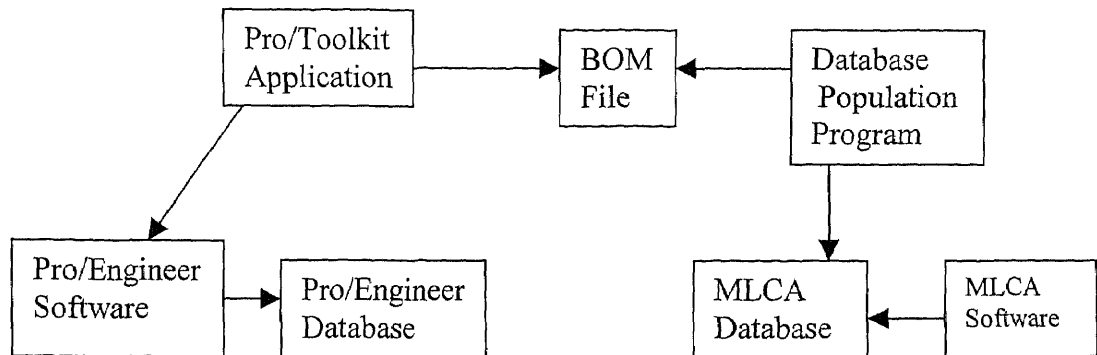 Pro/Toolkit
Application
BOM
File
Database
Population
Program
Pro/Engineer
Software
Pro/Engineer
Database
MLCA
Database
MLCA
Software